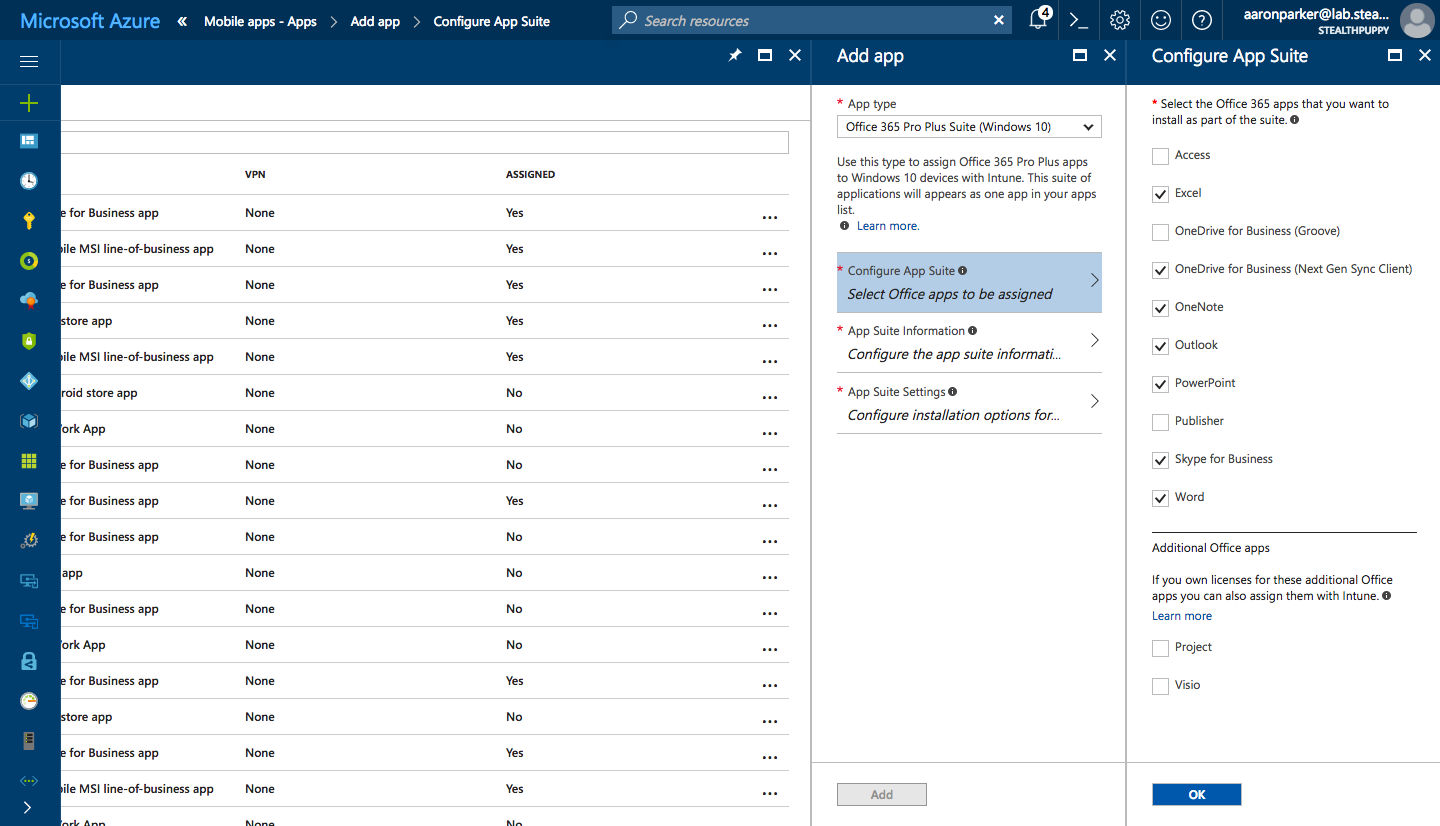 Microsoft Azure « Mobile apps - Apps > Add app > Configure App Suite
Search resources
4
>_
?
aaronparker@lab.stea...
STEALTHPUPPY
Add app
* App type
Office 365 Pro Plus Suite (Windows 10)
Use this type to assign Office 365 Pro Plus apps
to Windows 10 devices with Intune. This suite of
applications will appears as one app in your apps
list.
Learn more.
* Configure App Suite
Select Office apps to be assigned
* App Suite Information
Configure the app suite informati...
* App Suite Settings
Configure installation options for...
Add
Configure App Suite
* Select the Office 365 apps that you want to
install as part of the suite.
Access
Excel
OneDrive for Business (Groove)
OneDrive for Business (Next Gen Sync Client)
OneNote
Outlook
PowerPoint
Publisher
Skype for Business
Word
Additional Office apps
If you own licenses for these additional Office
apps you can also assign them with Intune.
Learn more
Project
Visio
OK
VPN ASSIGNED
e for Business app None Yes ...
bile MSI line-of-business app None Yes ...
e for Business app None Yes ...
store app None Yes ...
bile MSI line-of-business app None Yes ...
roid store app None No ...
ork App None No ...
e for Business app None No ...
e for Business app None Yes ...
e for Business app None No ...
app None No ...
e for Business app None No ...
ork App None No ...
e for Business app None Yes ...
store app None No ...
e for Business app None Yes ...
bile MSI line-of-business app None Yes ...
ork App None No